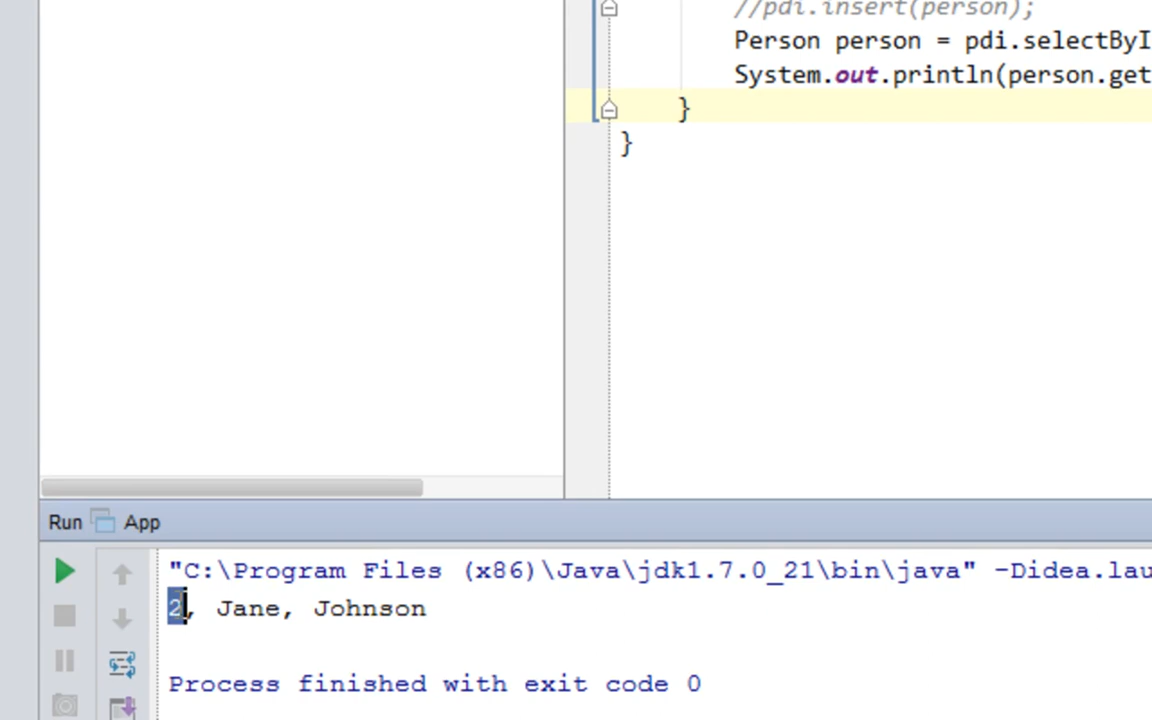 //pdi.insert(person);
Person person = pdi.selectByI
System.out.println(person.get
}
}
Run App
"C:\Program Files (x86)\Java\jdk1.7.0_21\bin\java" -Didea.lau
2, Jane, Johnson
Process finished with exit code 0